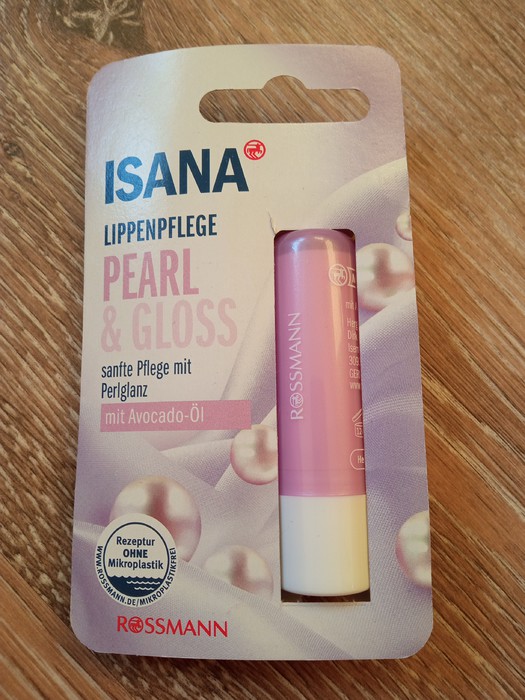 ISANA
LIPPENPFLEGE
PEARL
& GLOSS
sanfte Pflege mit
Perlglanz
mit Avocado-Öl
Rezeptur
OHNE
Mikroplastik
WWW.ROSSMANN.DE/MIKROPLASTIKFREI
ROSSMANN
ROSSMANN